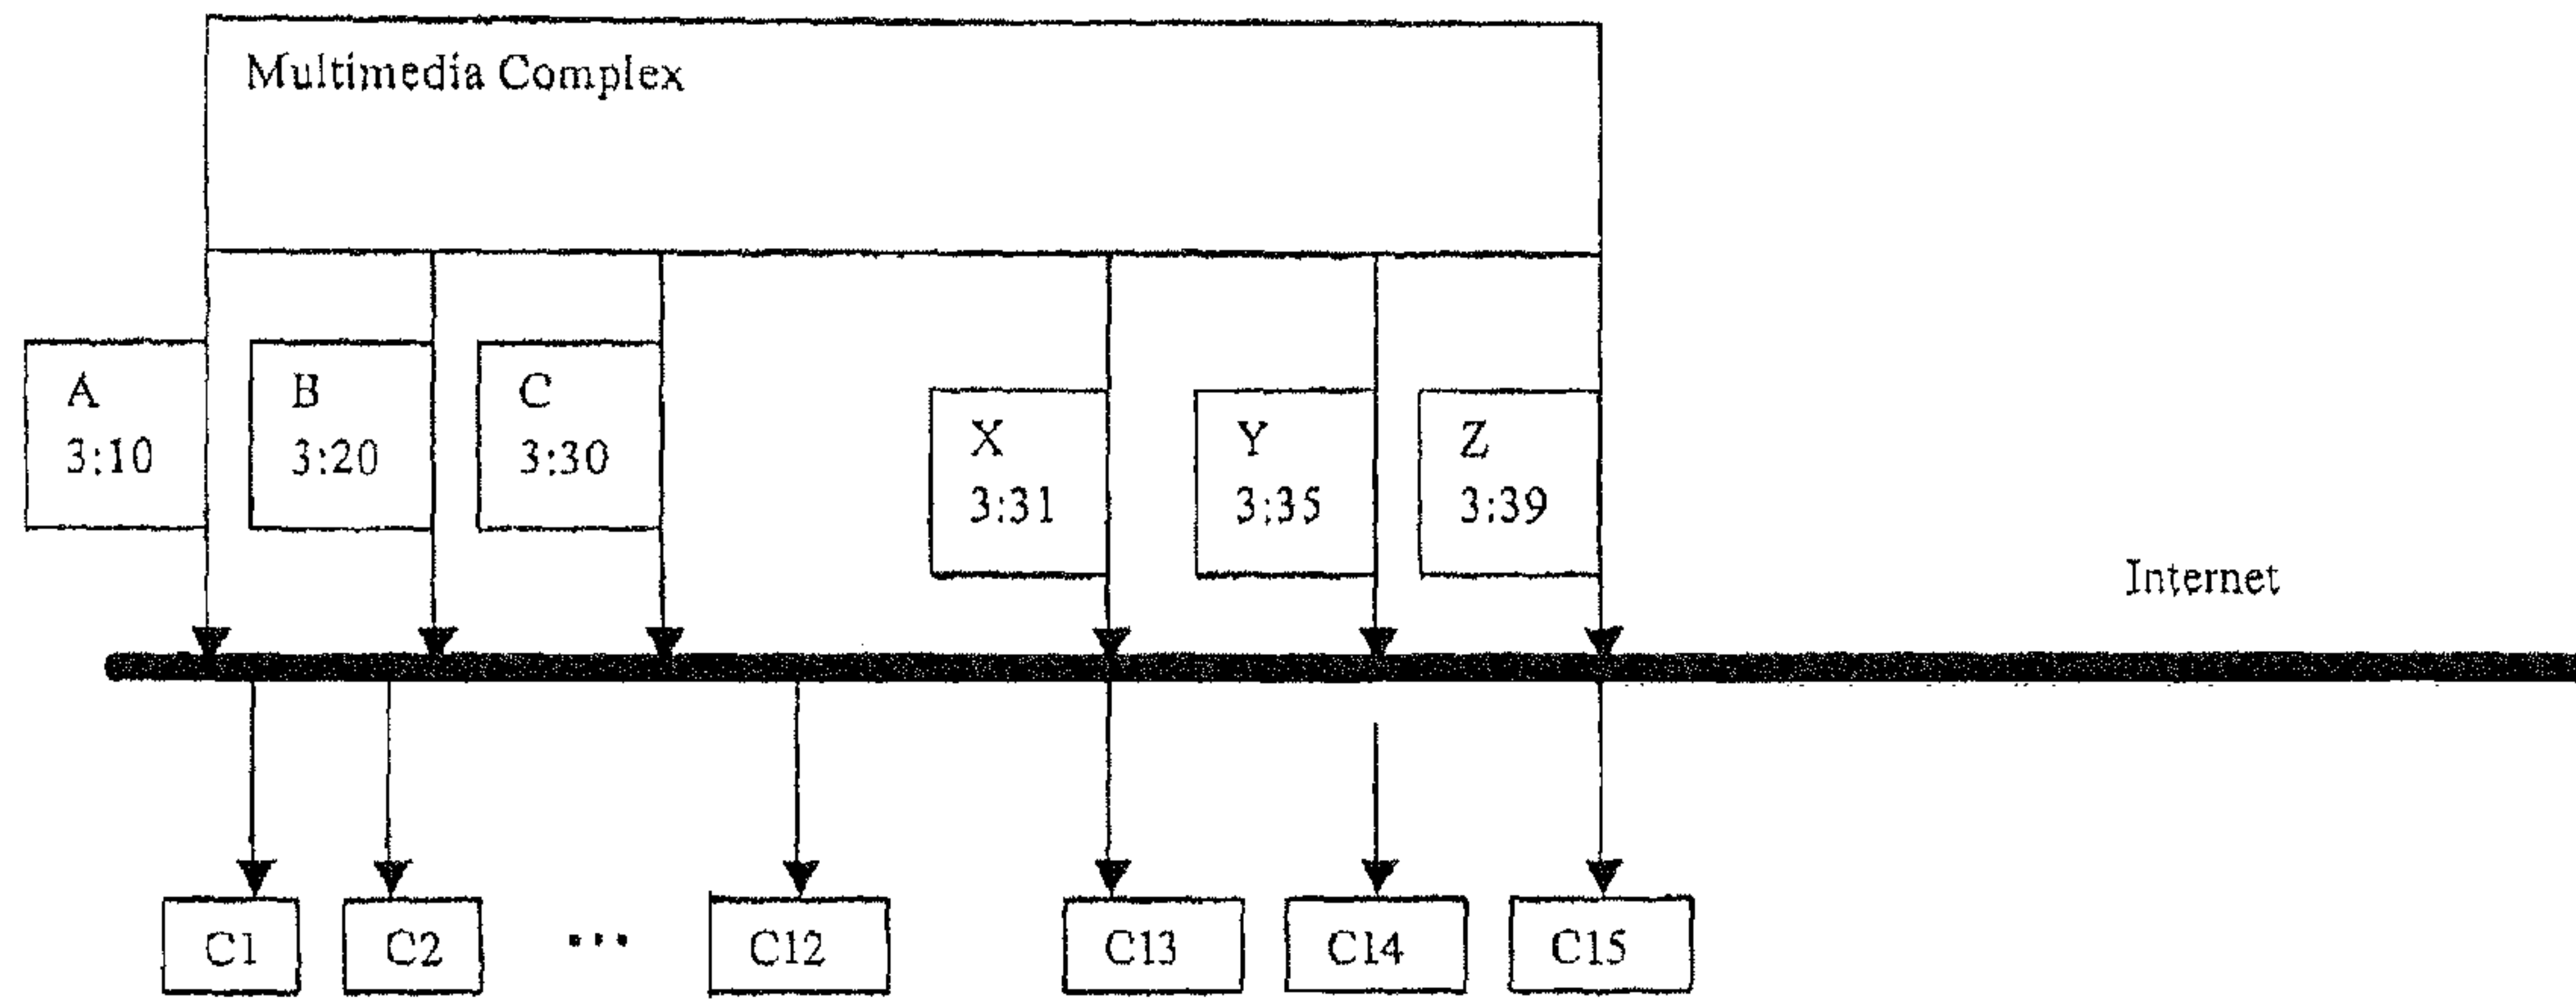 Multimedia Complex
A
3:10
B
3:20
C
3:30
X
3:31
Y
3:35
Z
3:39
Internet
C1
C2
...
C12
C13
C14
C15